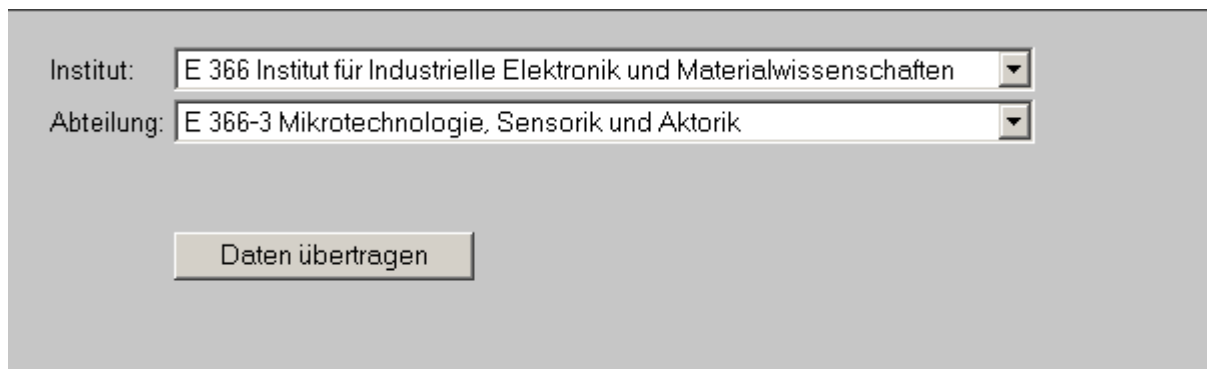 Institut: E 366 Institut für Industrielle Elektronik und Materialwissenschaften
Abteilung: E 366-3 Mikrotechnologie, Sensorik und Aktorik
Daten übertragen